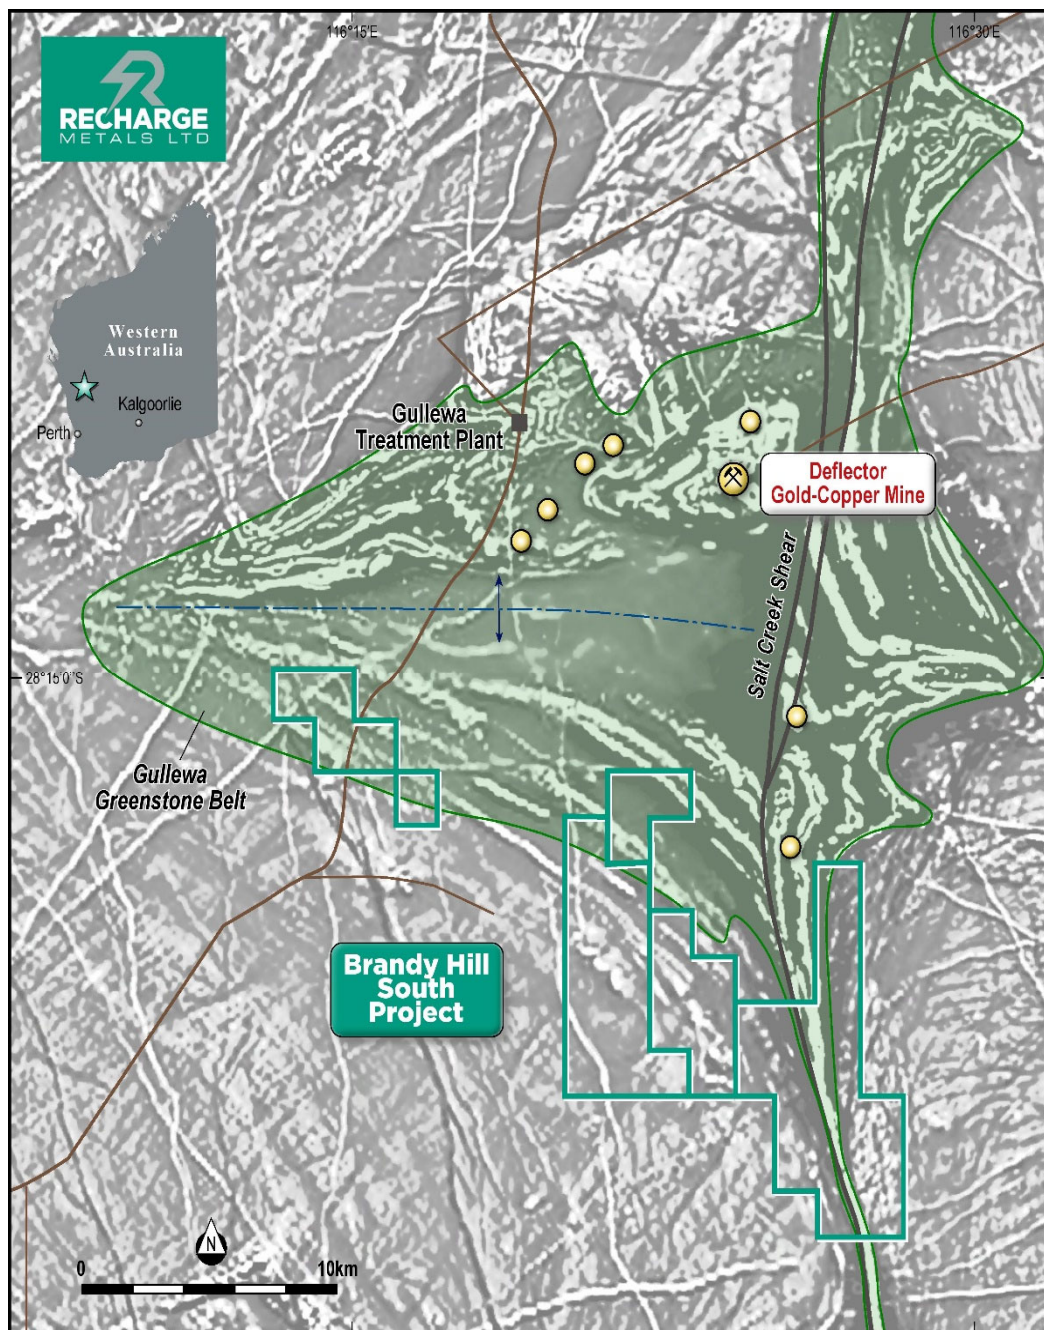 116°15'E
116°30'E
R
RECHARGE
METALS LTD
Western
Australia
Kalgoorlie
Perth
Gullewa
Treatment Plant
Deflector
Gold-Copper Mine
Salt Creek Shear
28°15'0"S
Gullewa
Greenstone Belt
Brandy Hill
South
Project
N
0
10km